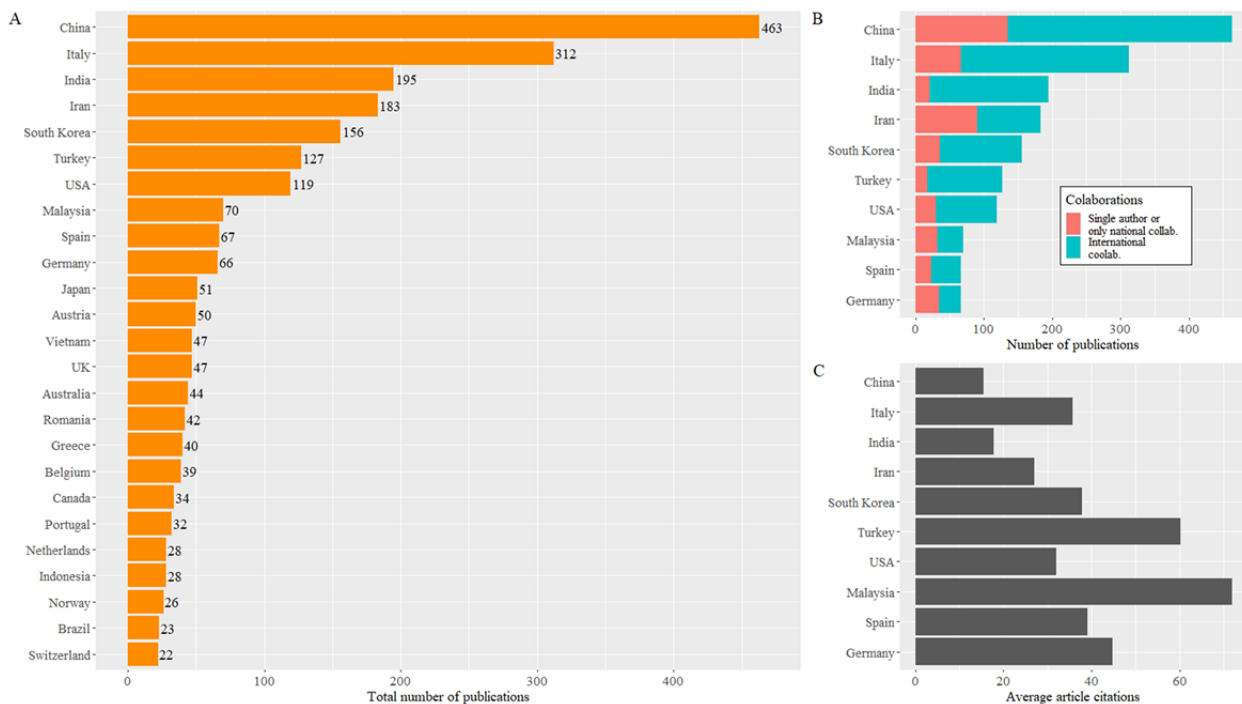 A
China
463
Italy
312
India
195
Iran
183
South Korea
156
Turkey
127
USA
119
Malaysia
70
Spain
67
Germany
66
Japan
51
Austria
50
Vietnam
47
UK
47
Australia
44
Romania
42
Greece
40
Belgium
39
Canada
34
Portugal
32
Netherlands
28
Indonesia
28
Norway
26
Brazil
23
Switzerland
22
0 100 200 300 400
Total number of publications
B
China
Italy
India
Iran
South Korea
Turkey
USA
Malaysia
Spain
Germany
Colaborations
Single author or
only national collab.
International
coolab.
0 100 200 300 400
Number of publications
C
China
Italy
India
Iran
South Korea
Turkey
USA
Malaysia
Spain
Germany
0 20 40 60
Average article citations